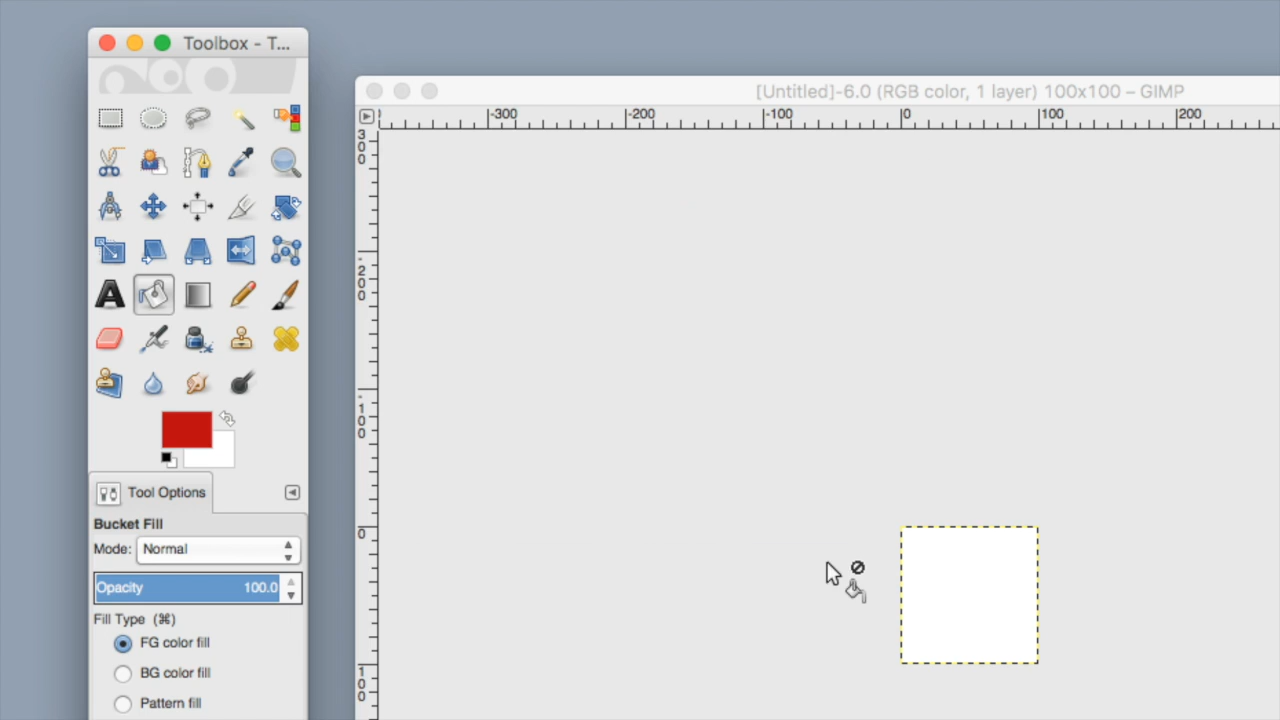 Toolbox - T...
[Untitled]-6.0 (RGB color, 1 layer) 100x100 – GIMP
-300 -200 -100 0 100 200
300
-200
-100
0
100
Tool Options
Bucket Fill
Mode: Normal
Opacity 100.0
Fill Type (⌘)
FG color fill
BG color fill
Pattern fill